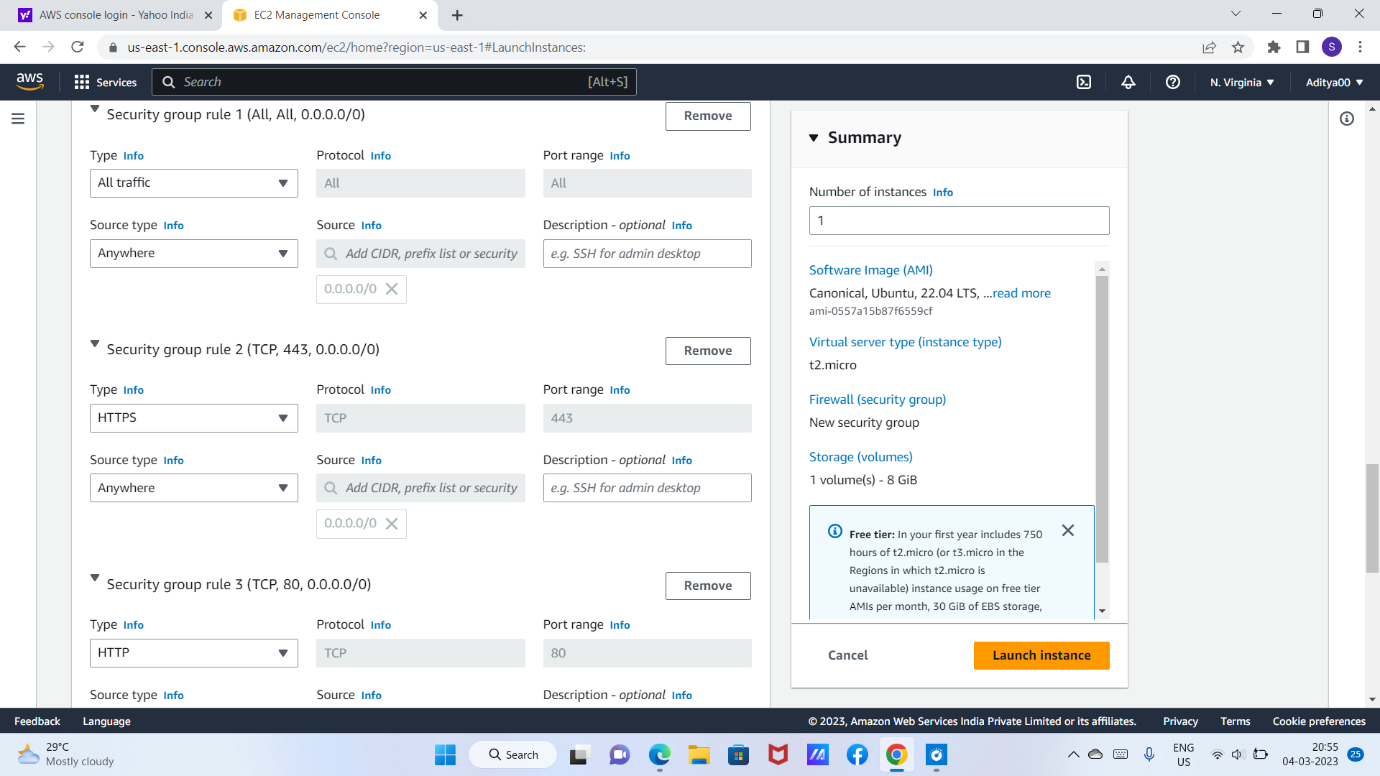 AWS console login - Yahoo India
EC2 Management Console
us-east-1.console.aws.amazon.com/ec2/home?region=us-east-1#LaunchInstances:
S
aws
Services
Search
[Alt+S]
N. Virginia
Aditya00
Security group rule 1 (All, All, 0.0.0.0/0)
Remove
Type Info
Protocol Info
Port range Info
All traffic
All
All
Source type Info
Source Info
Description - optional Info
Anywhere
Add CIDR, prefix list or security
e.g. SSH for admin desktop
0.0.0.0/0
Security group rule 2 (TCP, 443, 0.0.0.0/0)
Remove
Type Info
Protocol Info
Port range Info
HTTPS
TCP
443
Source type Info
Source Info
Description - optional Info
Anywhere
Add CIDR, prefix list or security
e.g. SSH for admin desktop
0.0.0.0/0
Security group rule 3 (TCP, 80, 0.0.0.0/0)
Remove
Type Info
Protocol Info
Port range Info
HTTP
TCP
80
Source type Info
Source Info
Description - optional Info
Summary
Number of instances Info
1
Software Image (AMI)
Canonical, Ubuntu, 22.04 LTS, ...read more
ami-0557a15b87f6559cf
Virtual server type (instance type)
t2.micro
Firewall (security group)
New security group
Storage (volumes)
1 volume(s) - 8 GiB
Free tier: In your first year includes 750
hours of t2.micro (or t3.micro in the
Regions in which t2.micro is
unavailable) instance usage on free tier
AMIs per month, 30 GiB of EBS storage,
Cancel
Launch instance
Feedback
Language
© 2023, Amazon Web Services India Private Limited or its affiliates.
Privacy
Terms
Cookie preferences
29°C
Mostly cloudy
Search
ENG
US
20:55
04-03-2023
25